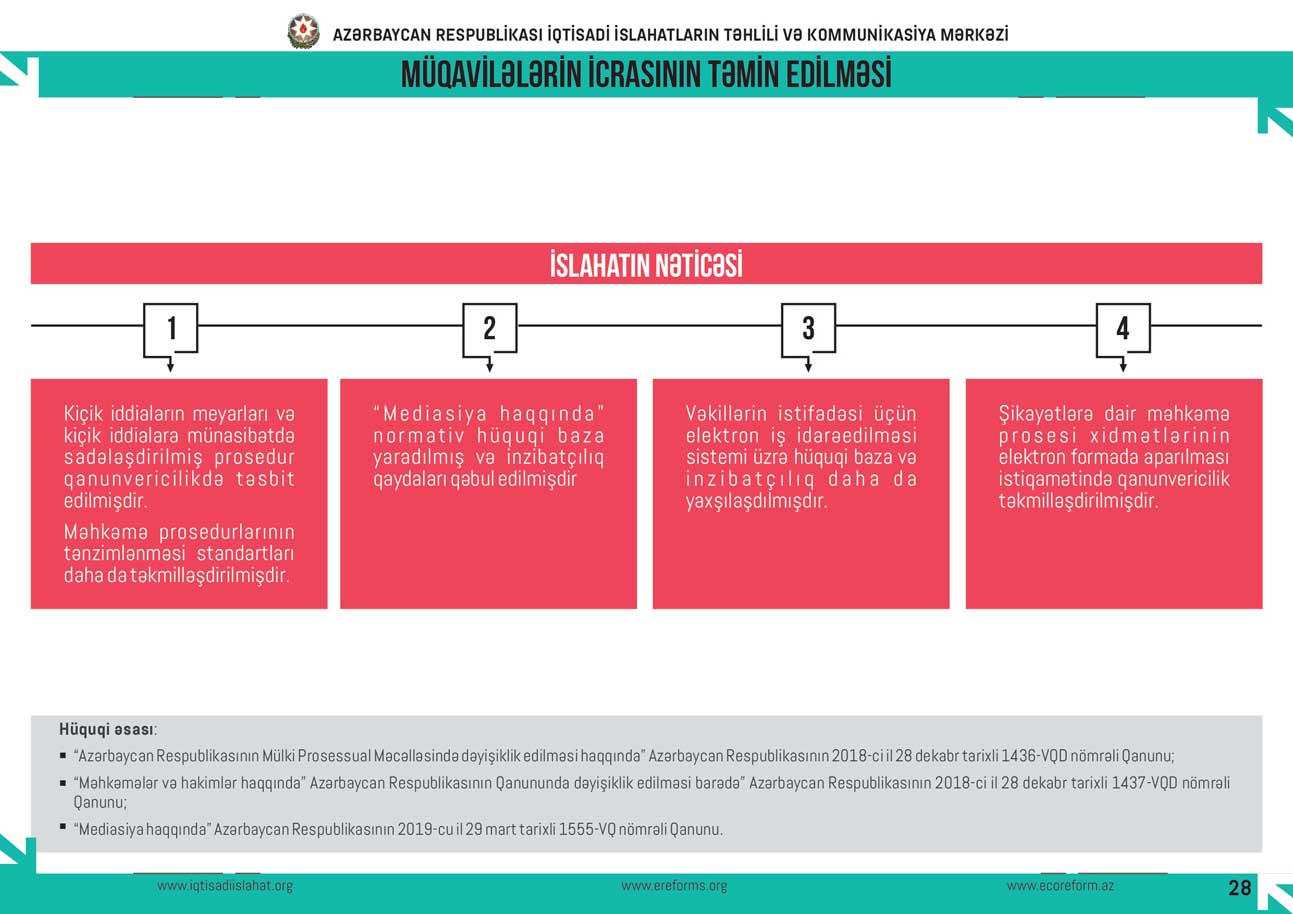 AZƏRBAYCAN RESPUBLİKASI İQTİSADİ İSLAHATLARIN TƏHLİLİ VƏ KOMMUNİKASİYA MƏRKƏZİ
MÜQAVİLƏLƏRİN İCRASININ TƏMİN EDİLMƏSİ
İSLAHATIN NƏTİCƏSİ
1
Kiçik iddiaların meyarları və
kiçik iddialara münasibətdə
sadələşdirilmiş prosedur
qanunvericilikdə təsbit
edilmişdir.
Məhkəmə prosedurlarının
tənzimlənməsi standartları
daha da təkmilləşdirilmişdir.
2
“Mediasiya haqqında”
normativ hüquqi baza
yaradılmış və inzibatçılıq
qaydaları qəbul edilmişdir
3
Vəkillərin istifadəsi üçün
elektron iş idarəedilməsi
sistemi üzrə hüquqi baza və
inzibatçılıq daha da
yaxşılaşdılmışdır.
4
Şikayətlərə dair məhkəmə
prosesi xidmətlərinin
elektron formada aparılması
istiqamətində qanunvericilik
təkmilləşdirilmişdir.
Hüquqi əsası:
▪ “Azərbaycan Respublikasının Mülki Prosessual Məcəlləsində dəyişiklik edilməsi haqqında” Azərbaycan Respublikasının 2018-ci il 28 dekabr tarixli 1436-VQD nömrəli Qanunu;
▪ “Məhkəmələr və hakimlər haqqında” Azərbaycan Respublikasının Qanununda dəyişiklik edilməsi barədə” Azərbaycan Respublikasının 2018-ci il 28 dekabr tarixli 1437-VQD nömrəli
Qanunu;
▪ “Mediasiya haqqında” Azərbaycan Respublikasının 2019-cu il 29 mart tarixli 1555-VQ nömrəli Qanunu.
www.iqtisadiislahat.org
www.ereforms.org
www.ecoreform.az
28